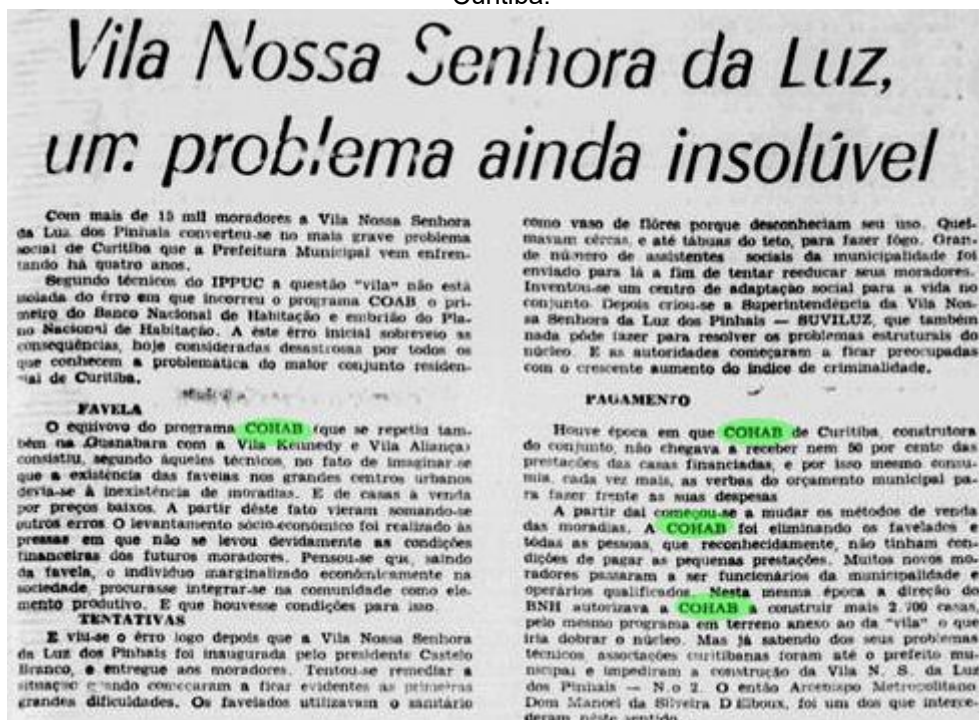 Curitiba.
Vila Nossa Senhora da Luz,
um problema ainda insolúvel
Com mais de 15 mil moradores a Vila Nossa Senhora
da Luz dos Pinhais converteu-se no mais grave problema
social de Curitiba que a Prefeitura Municipal vem enfren-
tando há quatro anos.
Segundo técnicos do IPPUC a questão "vila" não está
isolada do êrro em que incorreu o programa COAB o pri-
meiro do Banco Nacional de Habitação e embrião do Pla-
no Nacional de Habitação. A êste êrro inicial sobreveio as
consequências, hoje consideradas desastrosas por todos os
que conhecem a problemática do maior conjunto residen-
cial de Curitiba.
FAVELA
O equívovo do programa COHAB (que se repetiu tam-
bém na Guanabara com a Vila Kennedy e Vila Aliança)
consistiu, segundo àqueles técnicos, no fato de imaginar-se
que a existência das favelas nos grandes centros urbanos
devia-se à inexistência de moradias. E de casas à venda
por preços baixos. A partir dêste fato vieram somando-se
outros erros. O levantamento sócio-econômico foi realizado às
pressas em que não se levou devidamente as condições
financeiras dos futuros moradores. Pensou-se que, saindo
da favela, o indivíduo marginalizado econômicamente na
sociedade, procurasse integrar-se na comunidade como ele-
mento produtivo. E que houvesse condições para isso.
TENTATIVAS
E viu-se o êrro logo depois que a Vila Nossa Senhora
da Luz dos Pinhais foi inaugurada pelo presidente Castelo
Branco, e entregue aos moradores. Tentou-se remediar a
situação quando começaram a ficar evidentes as primeiras
grandes dificuldades. Os favelados utilizavam o sanitário
como vaso de flôres porque desconheciam seu uso. Quei-
mavam cêrcas, e até tábuas do teto, para fazer fôgo. Gran-
de número de assistentes sociais da municipalidade foi
enviado para lá a fim de tentar reeducar seus moradores.
Inventou-se um centro de adaptação social para a vida no
conjunto. Depois criou-se a Superintendência da Vila Nos-
sa Senhora da Luz dos Pinhais — SUVILUZ, que também
nada pôde fazer para resolver os problemas estruturais do
núcleo. E as autoridades começaram a ficar preocupadas
com o crescente aumento do índice de criminalidade.
PAGAMENTO
Houve época em que COHAB de Curitiba, construtora
do conjunto, não chegava a receber nem 50 por cento das
prestações das casas financiadas, e por isso mesmo consu-
mia, cada vez mais, as verbas do orçamento municipal pa-
ra fazer frente as suas despesas
A partir daí começou-se a mudar os métodos de venda
das moradias. A COHAB foi eliminando os favelados e
tôdas as pessoas, que reconhecidamente, não tinham con-
dições de pagar as pequenas prestações. Muitos novos mo-
radores passaram a ser funcionários da municipalidade e
operários qualificados. Nesta mesma época a direção do
BNH autorizava a COHAB a construir mais 2.700 casas
pelo mesmo programa em terreno anexo ao da "vila" o que
iria dobrar o núcleo. Mas já sabendo dos seus problemas
técnicos associações curitibanas foram até o prefeito mu-
nicipal e impediram a construção da Vila N. S. da Luz
dos Pinhais — N.o 2. O então Arcebispo Metropolitano
Dom Manoel da Silveira D'Elboux, foi um dos que interce-
deram nêste sentido.